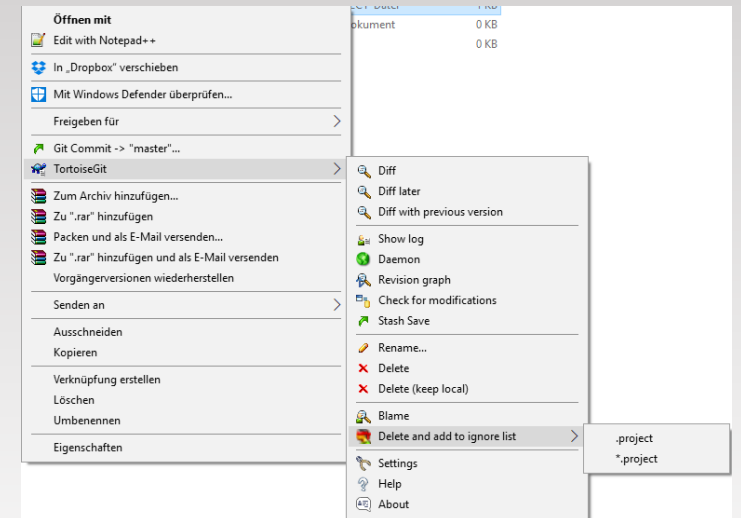 Öffnen mit
Edit with Notepad++
In „Dropbox" verschieben
Mit Windows Defender überprüfen...
Freigeben für
Git Commit -> "master"...
TortoiseGit
Zum Archiv hinzufügen...
Zu ".rar" hinzufügen
Packen und als E-Mail versenden...
Zu ".rar" hinzufügen und als E-Mail versenden
Vorgängerversionen wiederherstellen
Senden an
Ausschneiden
Kopieren
Verknüpfung erstellen
Löschen
Umbenennen
Eigenschaften
okument 0 KB
0 KB
Diff
Diff later
Diff with previous version
Show log
Daemon
Revision graph
Check for modifications
Stash Save
Rename...
Delete
Delete (keep local)
Blame
Delete and add to ignore list
Settings
Help
About
.project
*.project